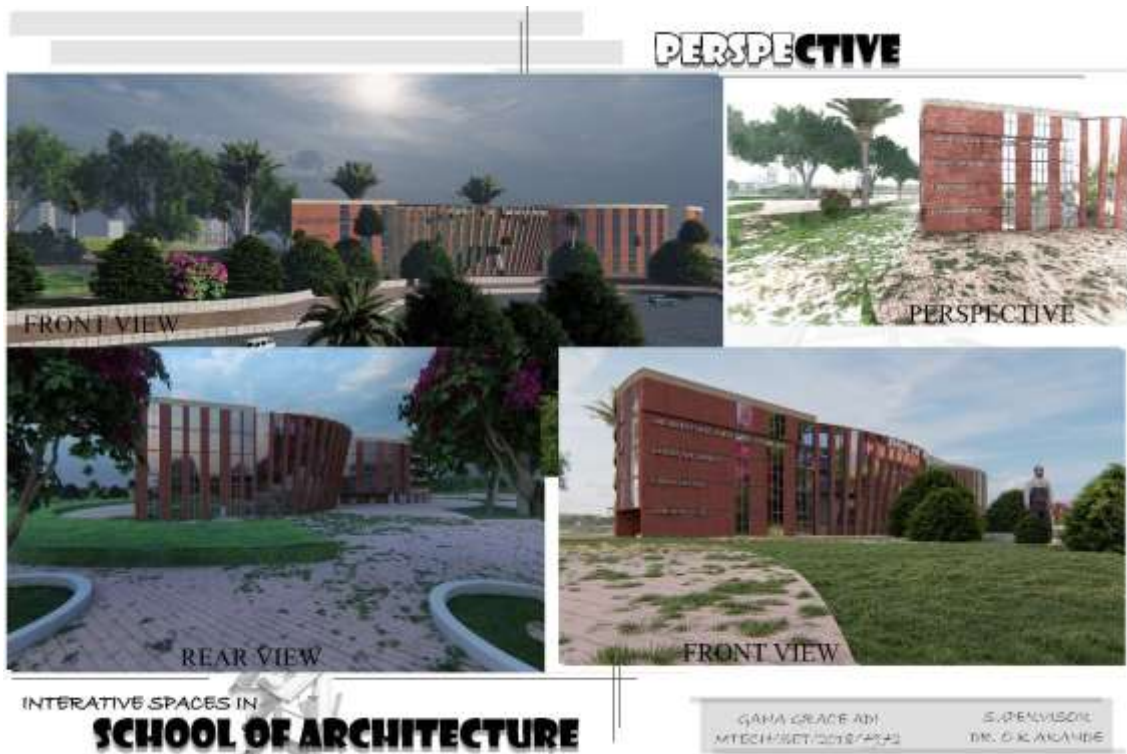 PERSPECTIVE
FRONT VIEW
PERSPECTIVE
REAR VIEW
FRONT VIEW
INTERATIVE SPACES IN
SCHOOL OF ARCHITECTURE
GANA GRACE ADI
DR. O.K. AKANDE